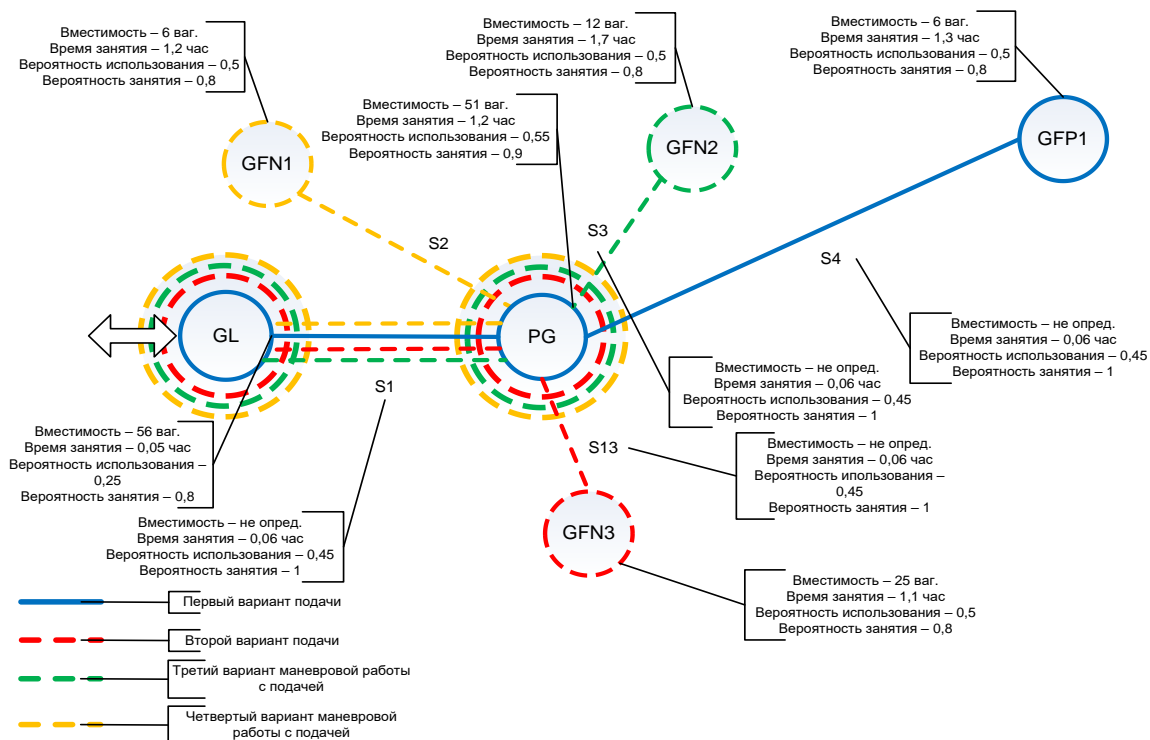 Вместимость – 6 ваг.
Время занятия – 1,2 час
Вероятность использования – 0,5
Вероятность занятия – 0,8
Вместимость – 12 ваг.
Время занятия – 1,7 час
Вероятность использования – 0,5
Вероятность занятия – 0,8
Вместимость – 6 ваг.
Время занятия – 1,3 час
Вероятность использования – 0,5
Вероятность занятия – 0,8
Вместимость – 51 ваг.
Время занятия – 1,2 час
Вероятность использования – 0,55
Вероятность занятия – 0,9
GFN1
GFN2
GFP1
S2
S3
S4
GL
PG
S1
S13
GFN3
Вместимость – не опред.
Время занятия – 0,06 час
Вероятность использования – 0,45
Вероятность занятия – 1
Вместимость – не опред.
Время занятия – 0,06 час
Вероятность использования – 0,45
Вероятность занятия – 1
Вместимость – 56 ваг.
Время занятия – 0,05 час
Вероятность использования –
0,25
Вероятность занятия – 0,8
Вместимость – не опред.
Время занятия – 0,06 час
Вероятность ипользования –
0,45
Вероятность занятия – 1
Вместимость – не опред.
Время занятия – 0,06 час
Вероятность использования – 0,45
Вероятность занятия – 1
Вместимость – 25 ваг.
Время занятия – 1,1 час
Вероятность использования – 0,5
Вероятность занятия – 0,8
Первый вариант подачи
Второй вариант подачи
Третий вариант маневровой работы
с подачей
Четвертый вариант маневровой
работы с подачей